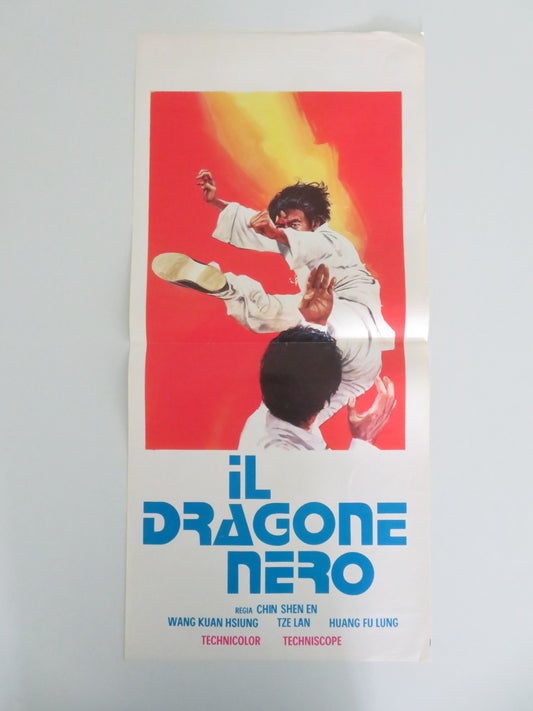 iL
DRAGONE
NERO
REGIA CHIN SHEN EN
WANG KUAN HSIUNG TZE LAN HUANG FU LUNG
TECHNICOLOR TECHNISCOPE